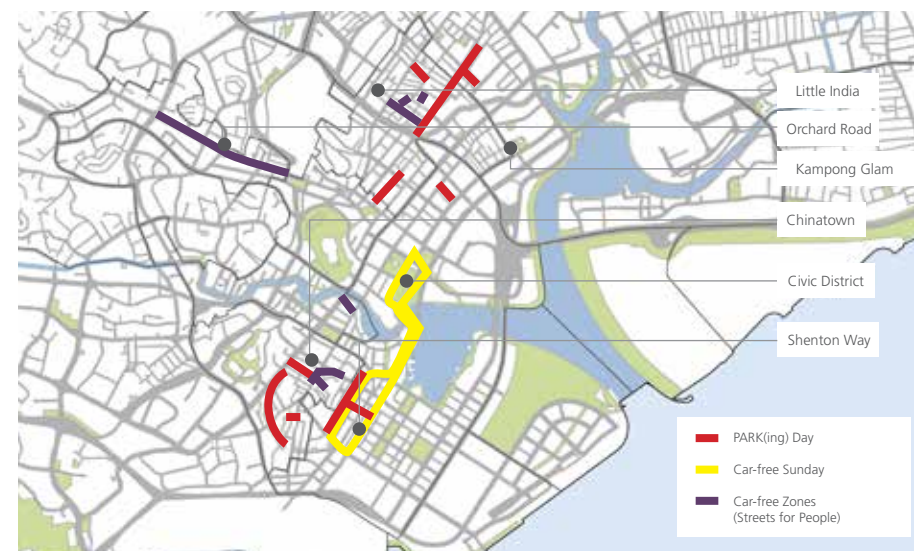 Little India
Orchard Road
Kampong Glam
Chinatown
Civic District
Shenton Way
PARK(ing) Day
Car-free Sunday
Car-free Zones
(Streets for People)